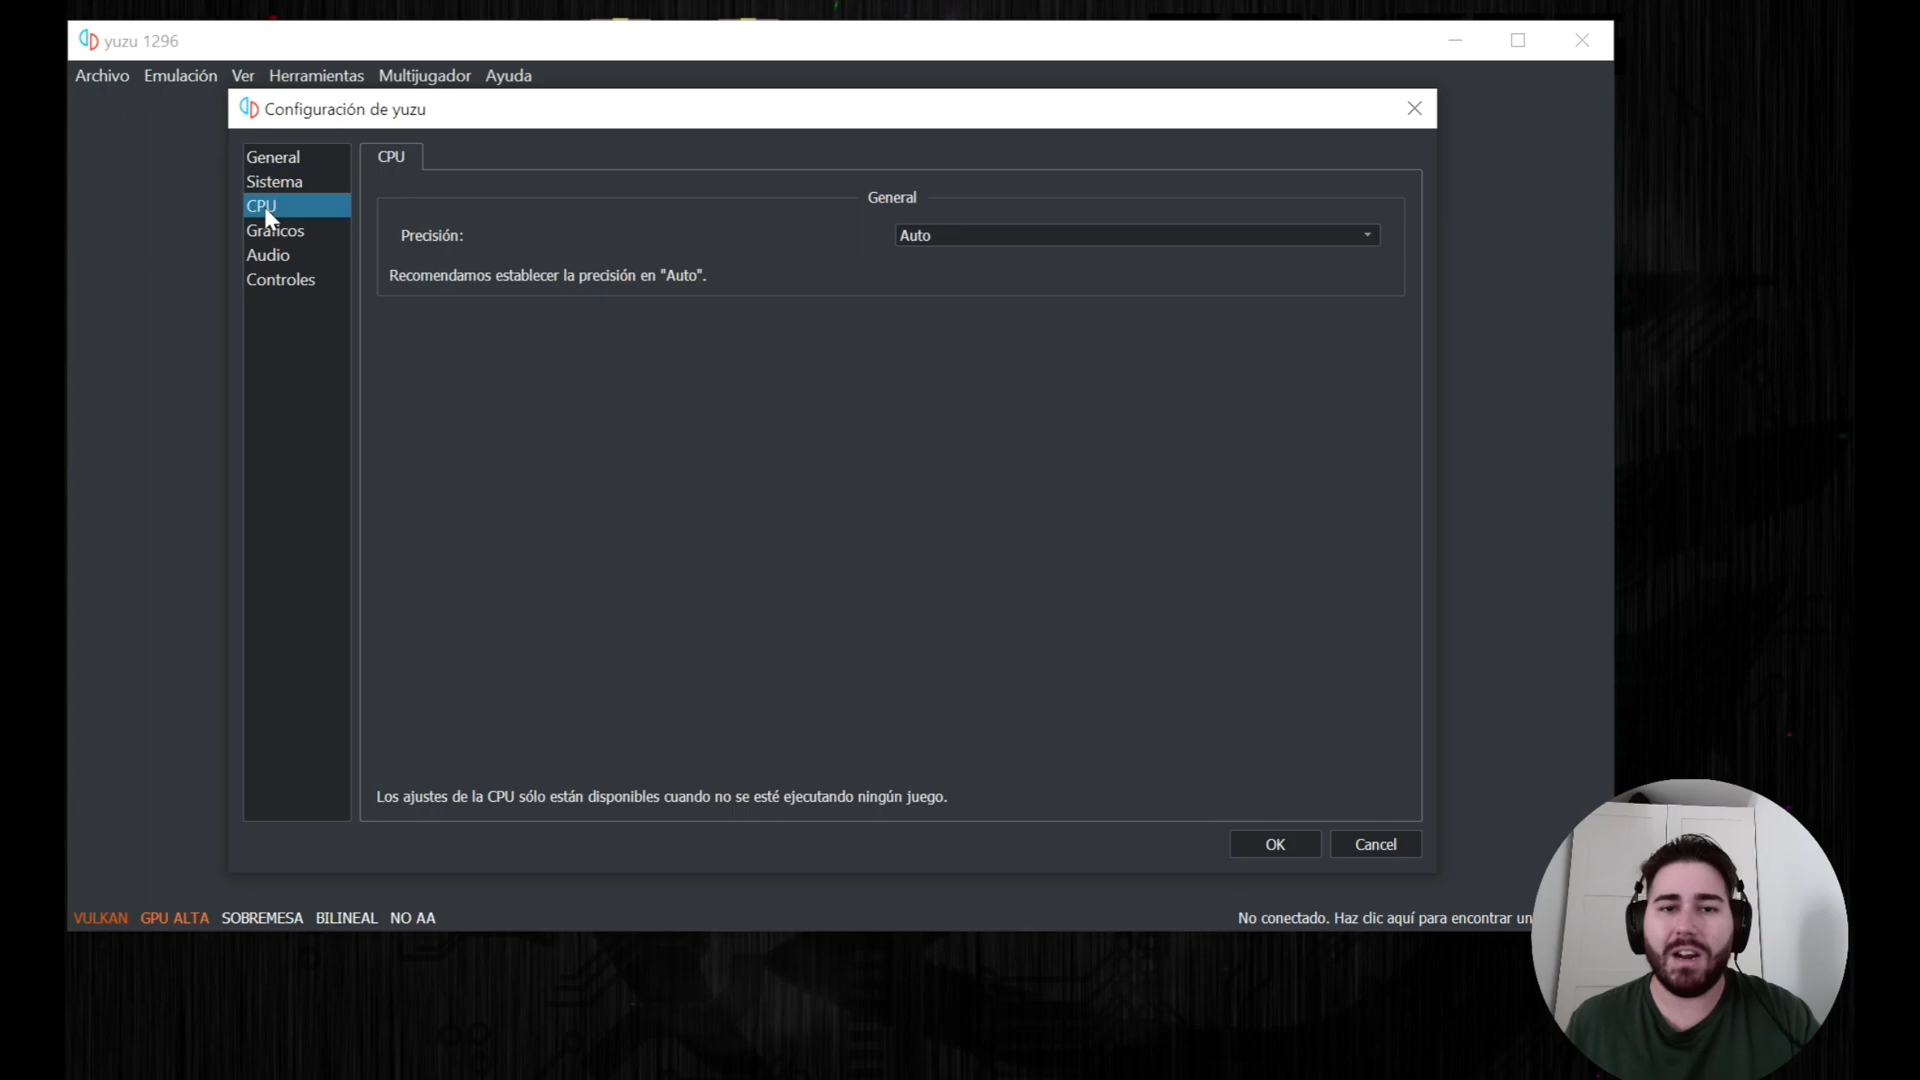 yuzu 1296
Archivo Emulación Ver Herramientas Multijugador Ayuda
Configuración de yuzu
General
Sistema
CPU
Gráficos
Audio
Controles
CPU
General
Precisión:
Auto
Recomendamos establecer la precisión en "Auto".
Los ajustes de la CPU sólo están disponibles cuando no se esté ejecutando ningún juego.
OK
Cancel
VULKAN GPU ALTA SOBREMESA BILINEAL NO AA
No conectado. Haz clic aquí para encontrar un